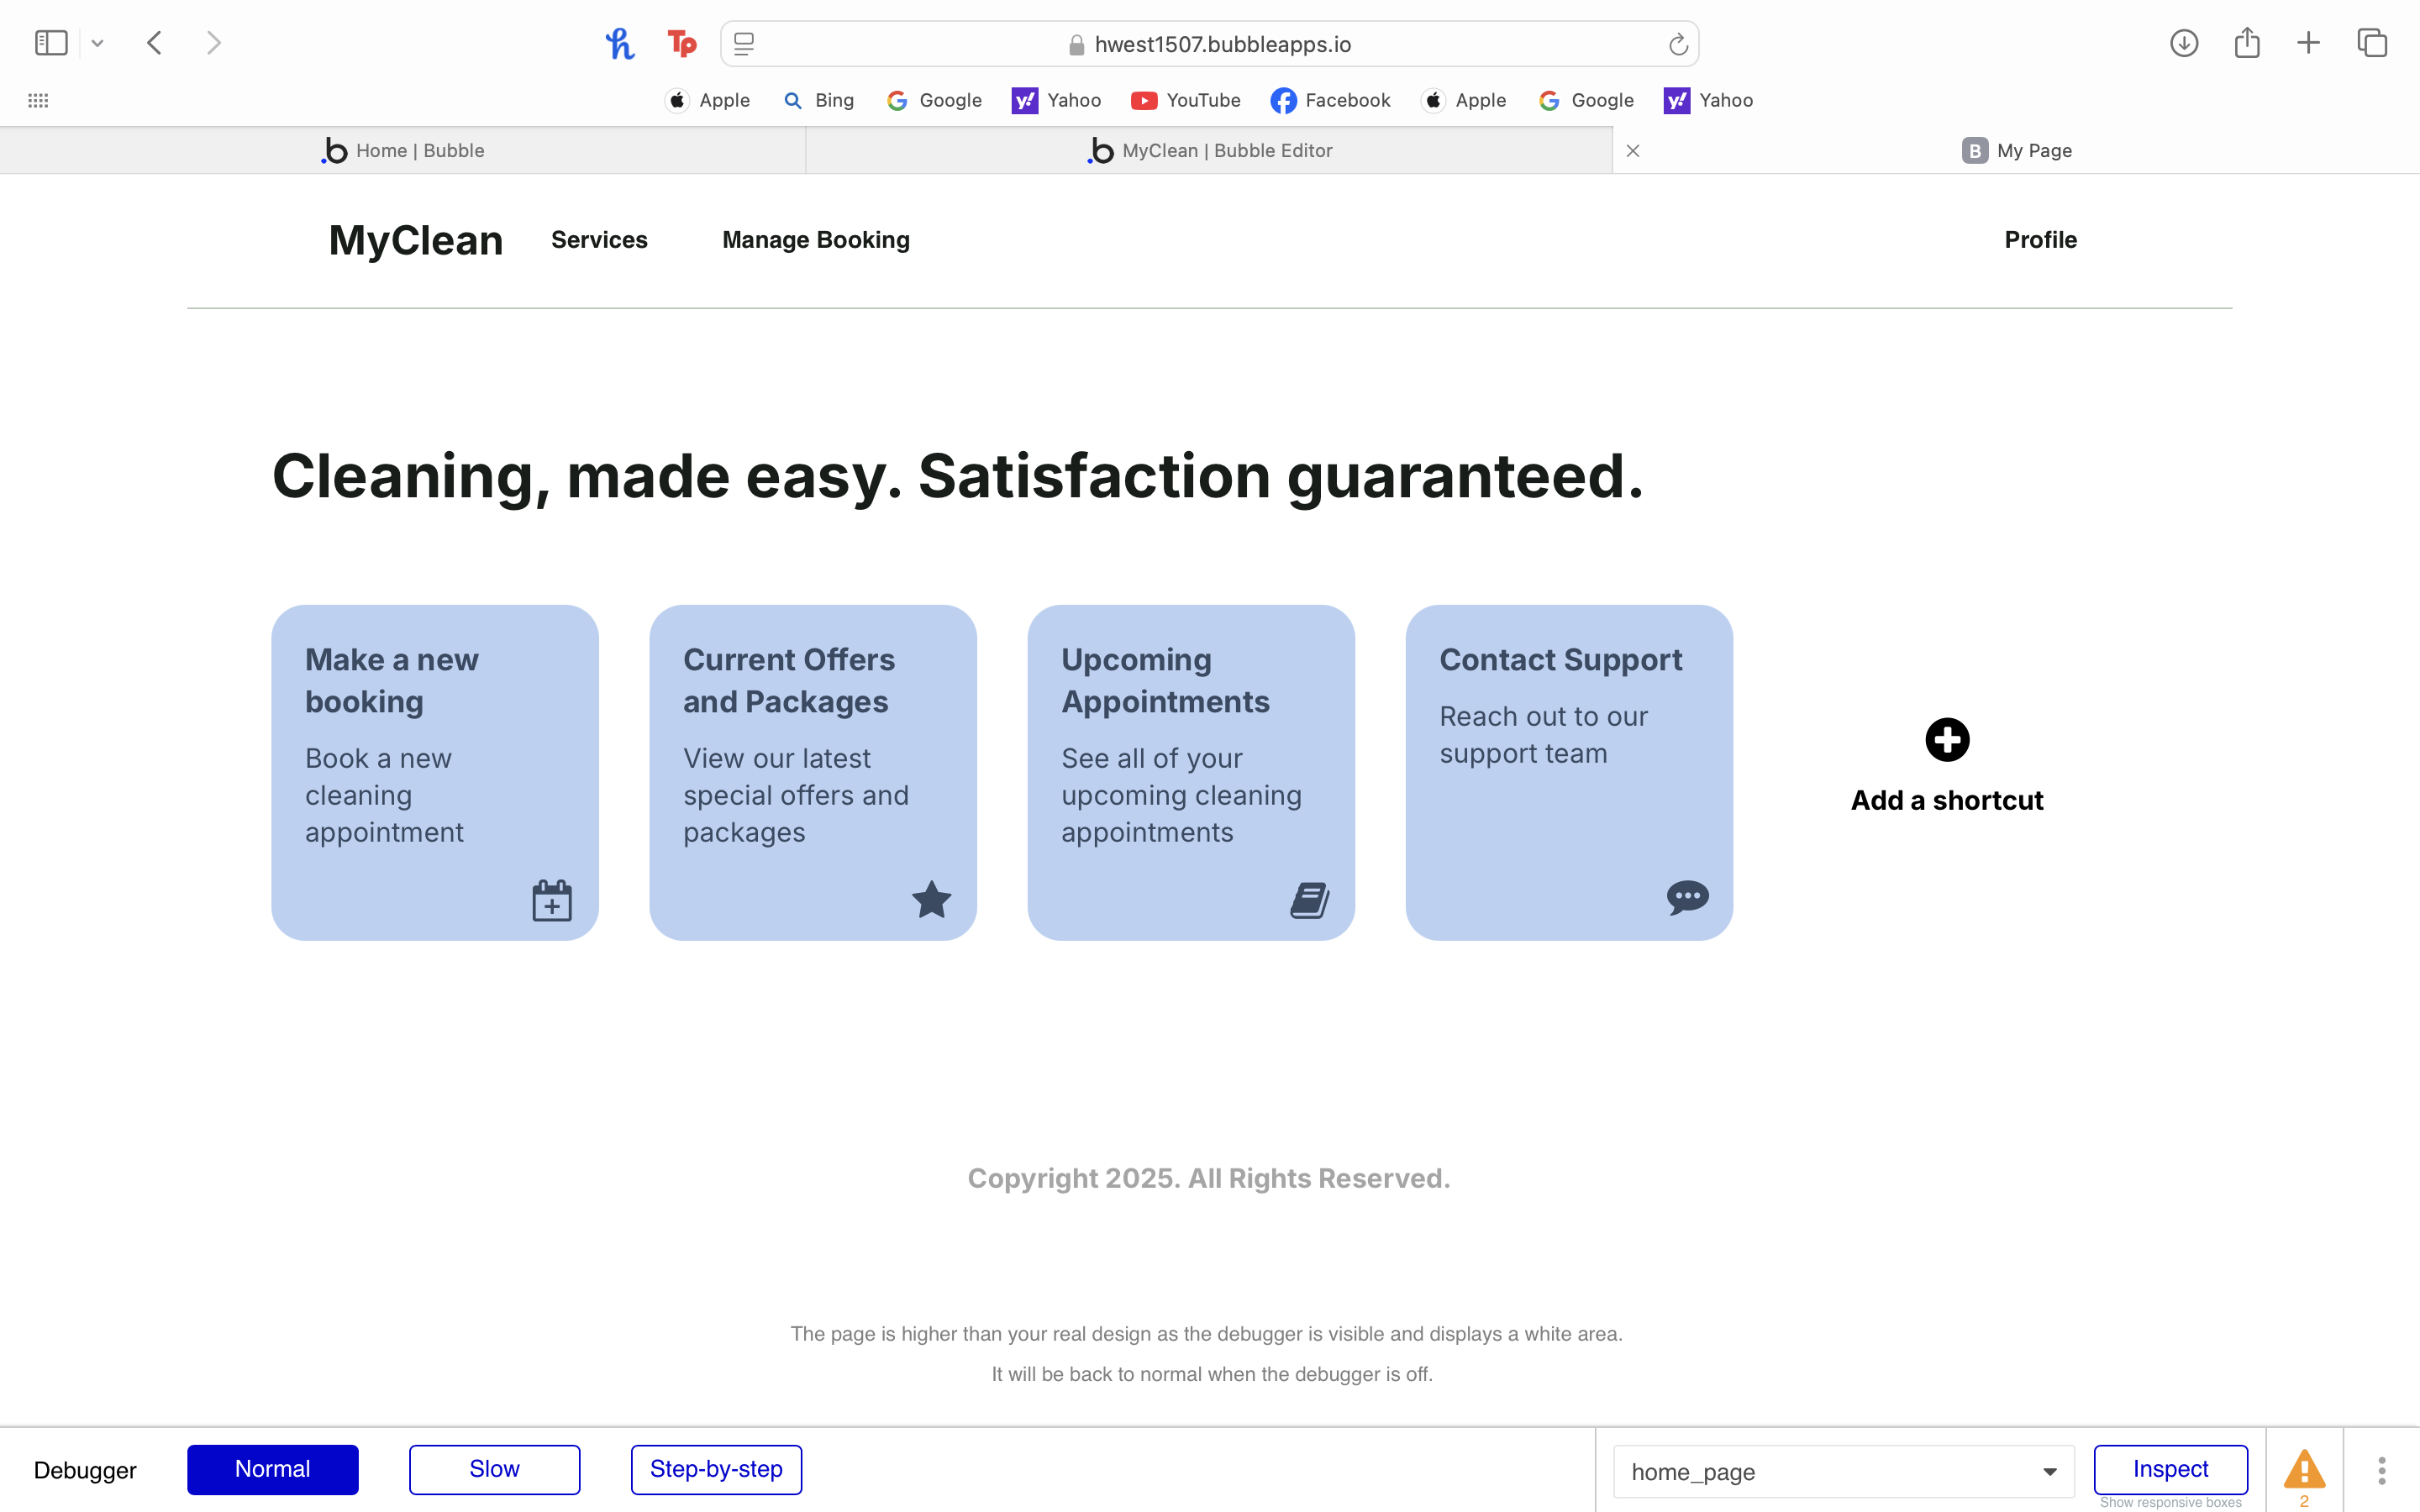 h
Tp
hwest1507.bubbleapps.io
Apple Bing Google Yahoo YouTube Facebook Apple Google Yahoo
Home | Bubble
MyClean | Bubble Editor
B My Page
MyClean Services Manage Booking Profile
Cleaning, made easy. Satisfaction guaranteed.
Make a new
booking
Book a new
cleaning
appointment
Current Offers
and Packages
View our latest
special offers and
packages
Upcoming
Appointments
See all of your
upcoming cleaning
appointments
Contact Support
Reach out to our
support team
Add a shortcut
Copyright 2025. All Rights Reserved.
The page is higher than your real design as the debugger is visible and displays a white area.
It will be back to normal when the debugger is off.
Debugger Normal Slow Step-by-step home_page Inspect
Show responsive boxes
2